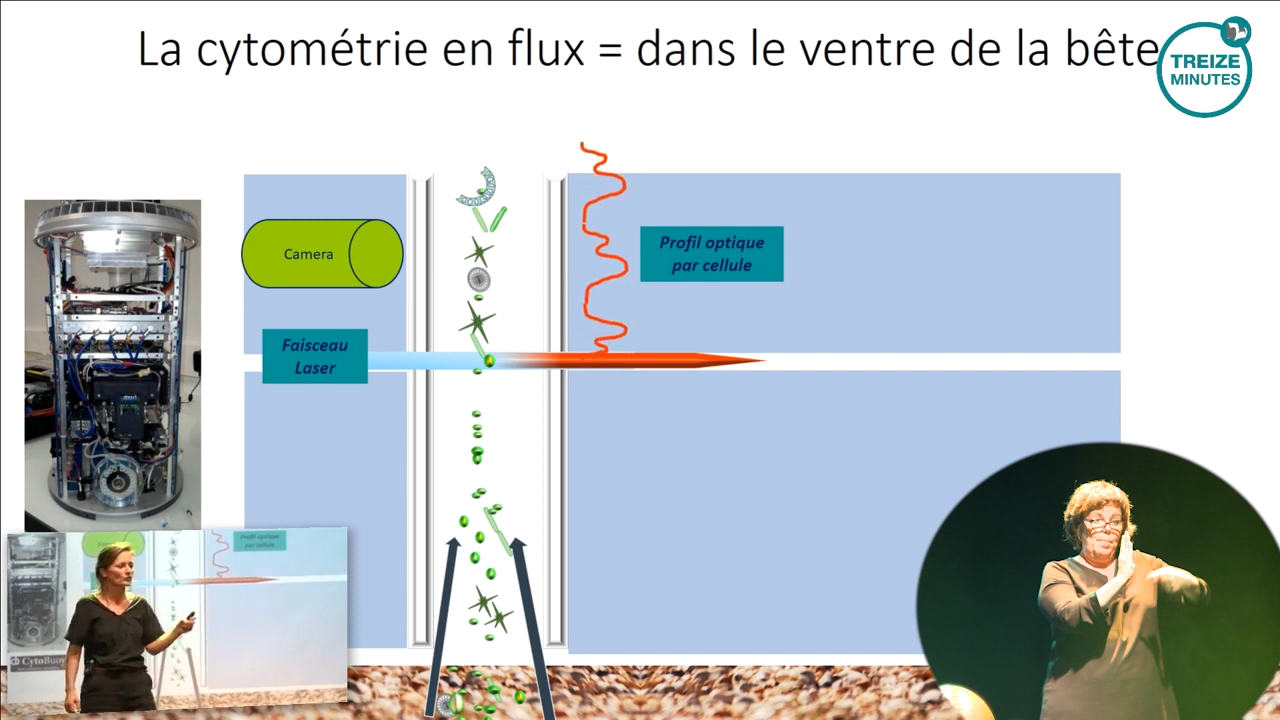 La cytométrie en flux = dans le ventre de la bête
TREIZE
MINUTES
Camera
Profil optique
par cellule
Faisceau
Laser
Profil optique
par cellule
CytoBuoy